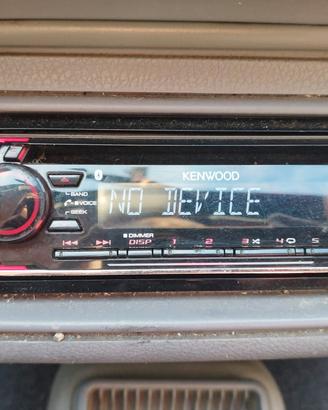 KENWOOD
BAND
VOICE
SEEK
NO DEVICE
DIMMER
DISP 1 2 3 4 5